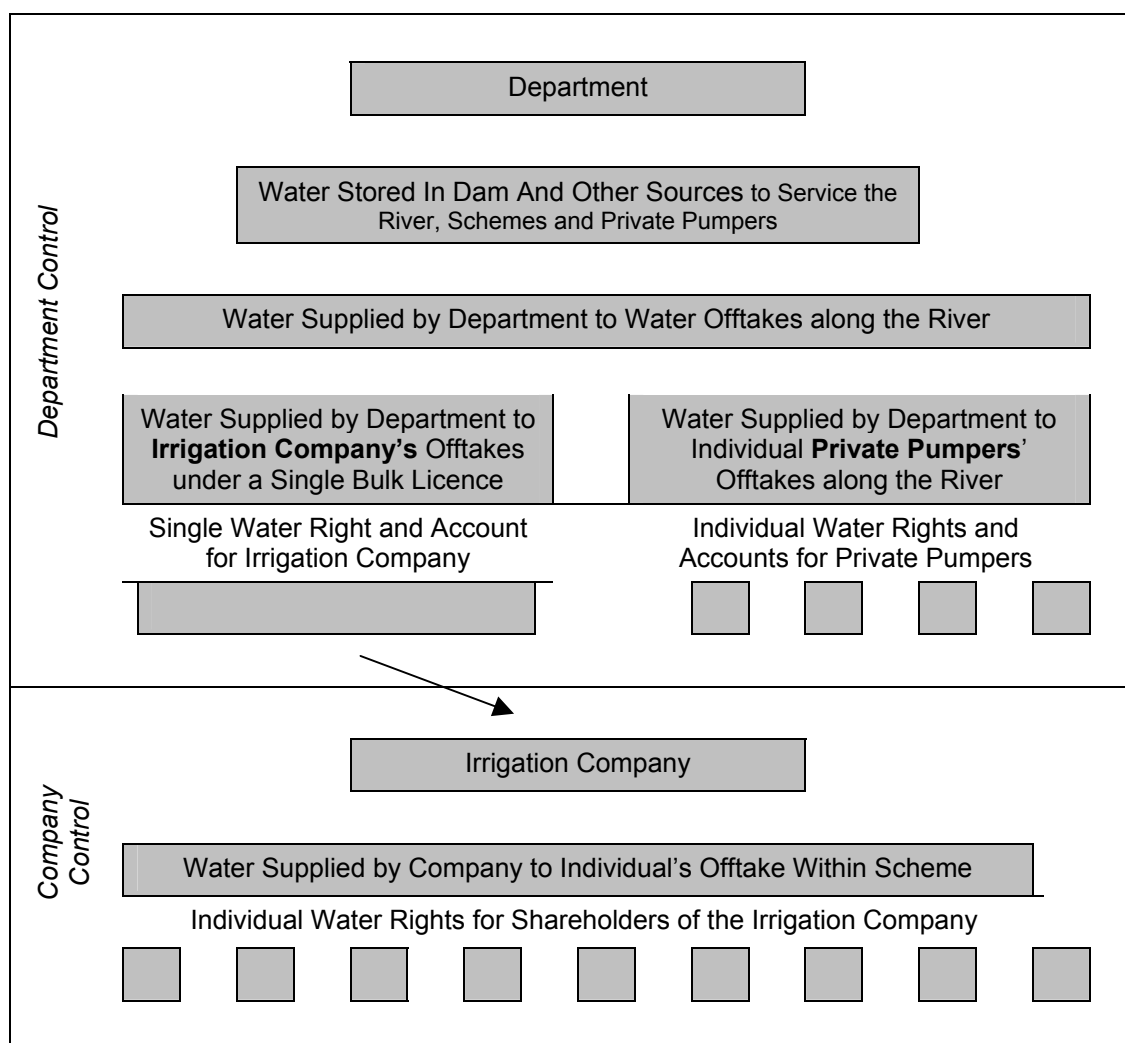 Department
Water Stored In Dam And Other Sources to Service the
River, Schemes and Private Pumpers
Department Control
Water Supplied by Department to Water Offtakes along the River
Water Supplied by Department to
Irrigation Company's Offtakes
under a Single Bulk Licence
Water Supplied by Department to
Individual Private Pumpers'
Offtakes along the River
Single Water Right and Account
for Irrigation Company
Individual Water Rights and
Accounts for Private Pumpers
Irrigation Company
Company
Control
Water Supplied by Company to Individual's Offtake Within Scheme
Individual Water Rights for Shareholders of the Irrigation Company